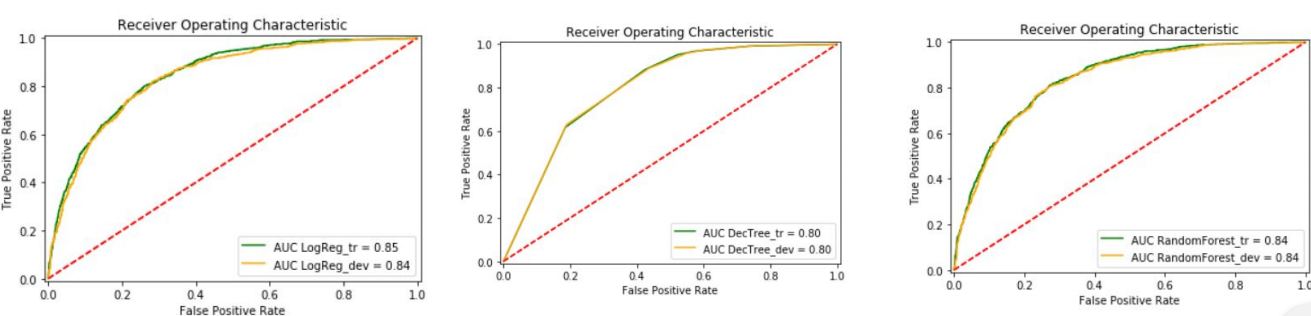 Receiver Operating Characteristic
1.0
0.8
0.6
0.4
0.2
0.0
True Positive Rate
AUC LogReg_tr = 0.85
AUC LogReg_dev = 0.84
0.0 0.2 0.4 0.6 0.8 1.0
False Positive Rate
Receiver Operating Characteristic
1.0
0.8
0.6
0.4
0.2
0.0
True Positive Rate
AUC DecTree_tr = 0.80
AUC DecTree_dev = 0.80
0.0 0.2 0.4 0.6 0.8 1.0
False Positive Rate
Receiver Operating Characteristic
1.0
0.8
0.6
0.4
0.2
0.0
True Positive Rate
AUC RandomForest_tr = 0.84
AUC RandomForest_dev = 0.84
0.0 0.2 0.4 0.6 0.8 1.0
False Positive Rate